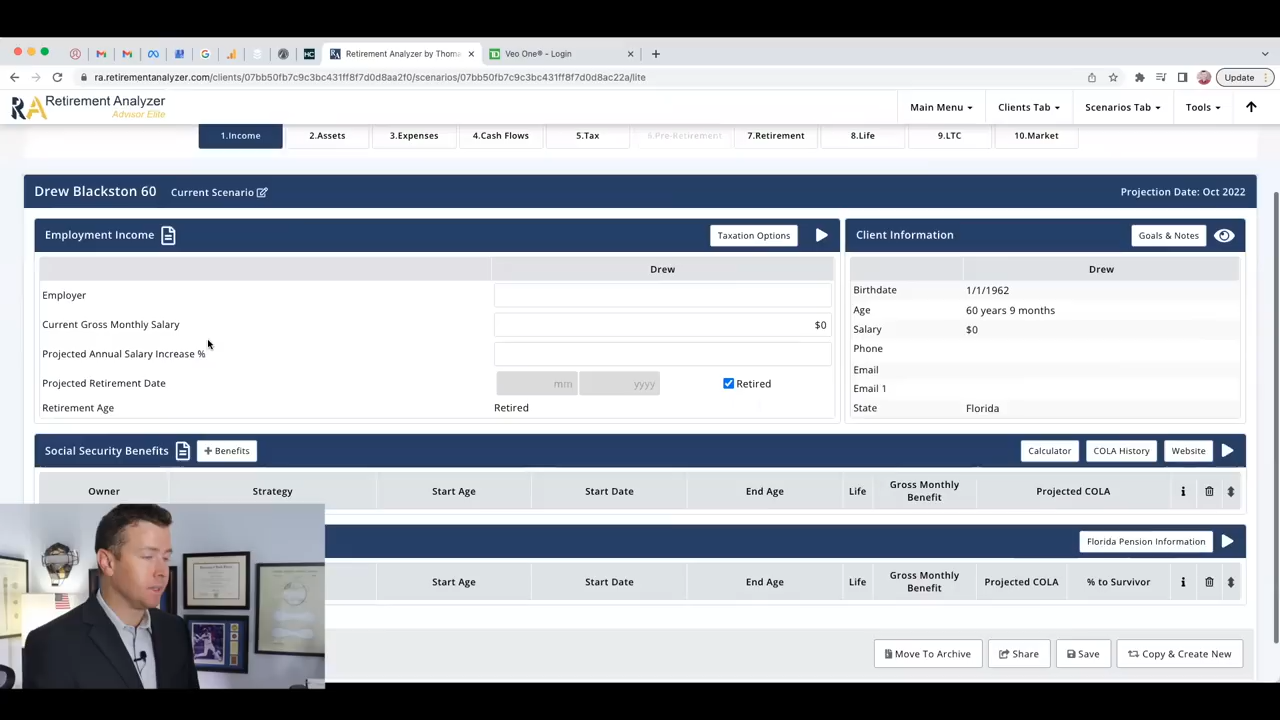 Retirement Analyzer by Thoma
Veo One® - Login
ra.retirementanalyzer.com/clients/07bb50fb7c9c3bc431ff8f7d0d8aa2f0/scenarios/07bb50fb7c9c3bc431ff8f7d0d8ac22a/lite
Update
RA Retirement Analyzer
Advisor Elite
Main Menu
Clients Tab
Scenarios Tab
Tools
1.Income
2.Assets
3.Expenses
4.Cash Flows
5.Tax
6.Pre-Retirement
7.Retirement
8.Life
9.LTC
10.Market
Drew Blackston 60
Current Scenario
Projection Date: Oct 2022
Employment Income
Taxation Options
Drew
Employer
Current Gross Monthly Salary
$0
Projected Annual Salary Increase %
Projected Retirement Date
mm
yyyy
Retired
Retirement Age
Retired
Client Information
Goals & Notes
Drew
Birthdate
1/1/1962
Age
60 years 9 months
Salary
$0
Phone
Email
Email 1
State
Florida
Social Security Benefits
+ Benefits
Calculator
COLA History
Website
Owner
Strategy
Start Age
Start Date
End Age
Life
Gross Monthly
Benefit
Projected COLA
Florida Pension Information
Start Age
Start Date
End Age
Life
Gross Monthly
Benefit
Projected COLA
% to Survivor
Move To Archive
Share
Save
Copy & Create New